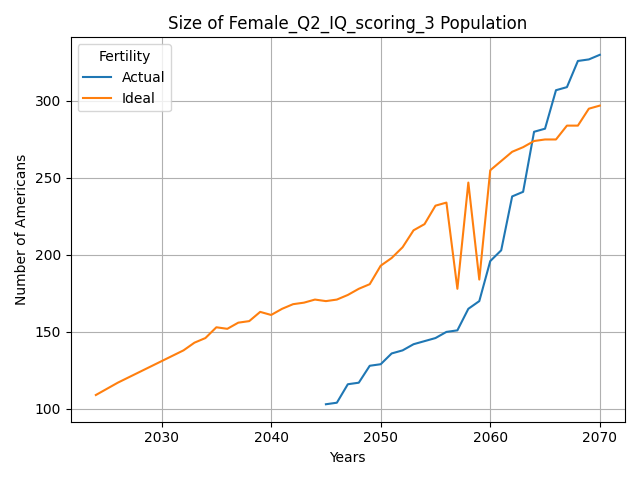 Size of Female_Q2_IQ_scoring_3 Population
Fertility
Actual
Ideal
Number of Americans
300
250
200
150
100
2030 2040 2050 2060 2070
Years